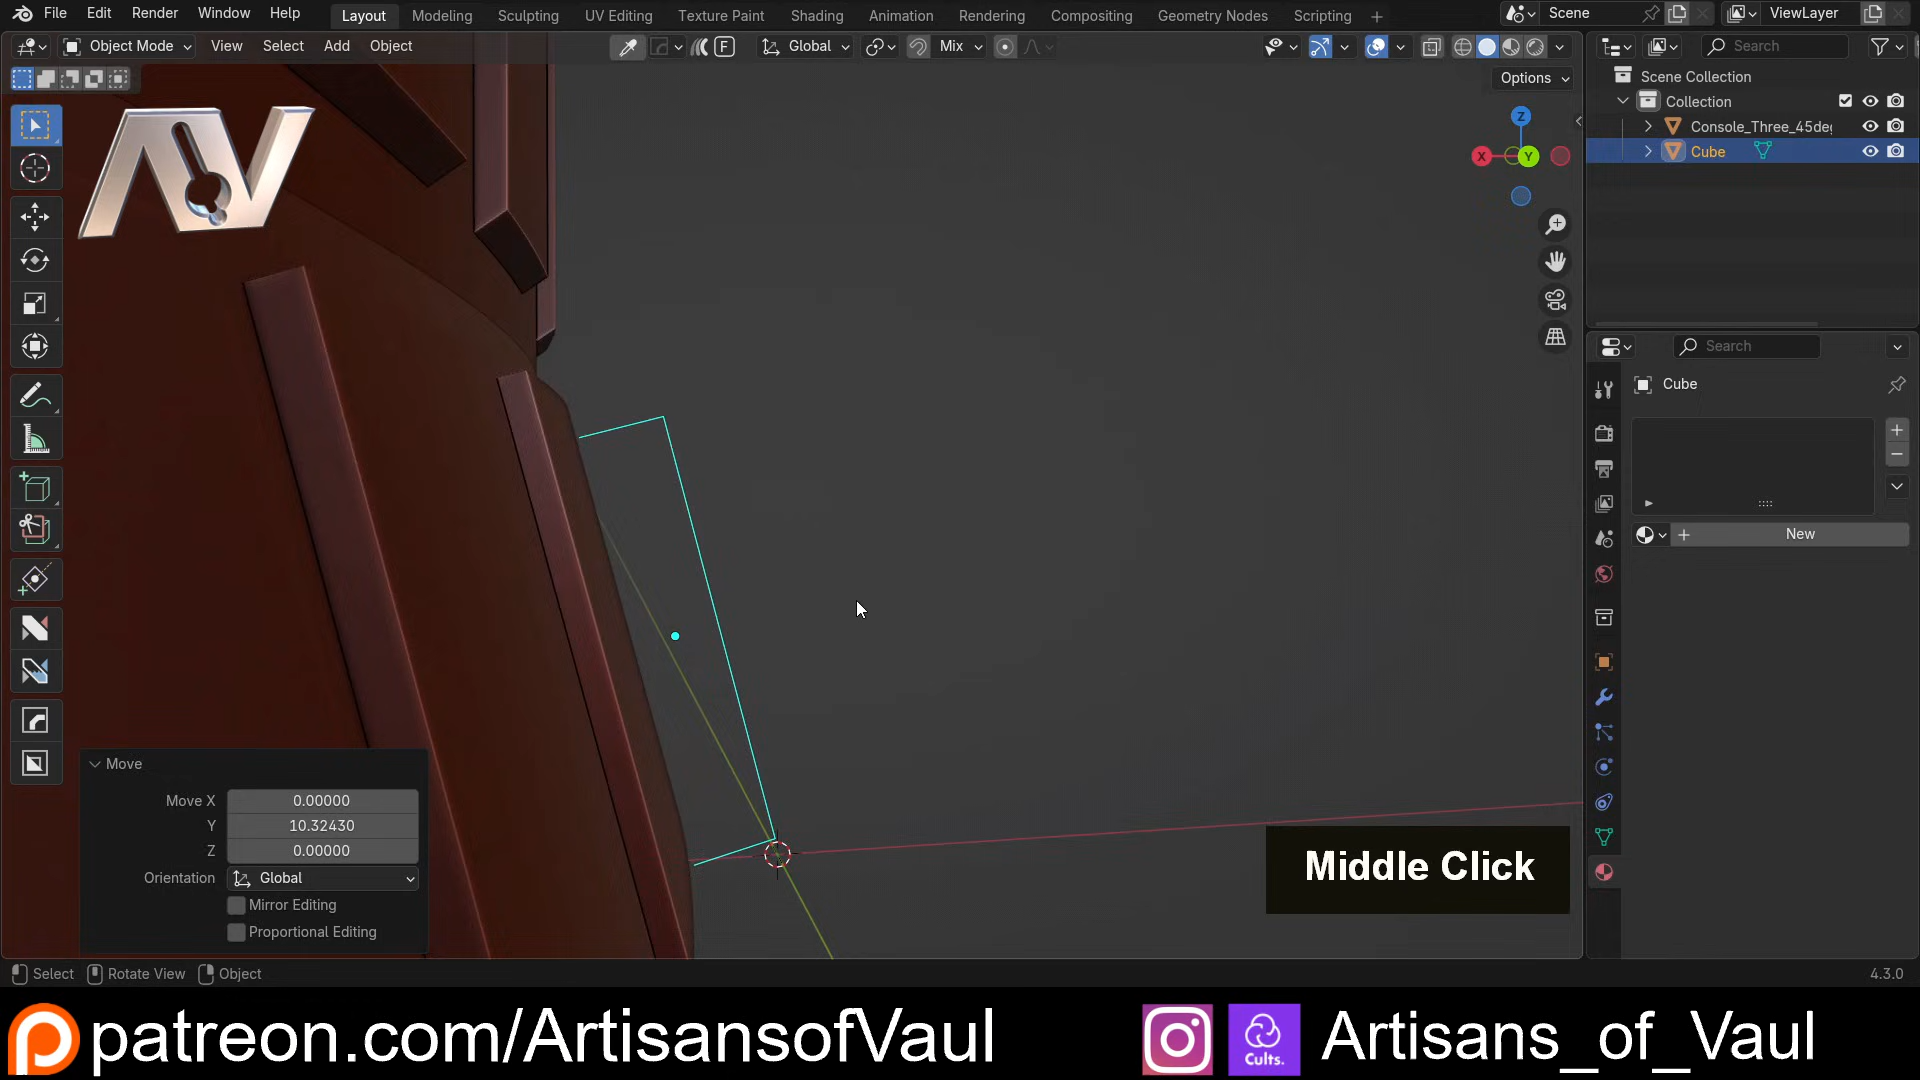 File Edit Render Window Help Layout Modeling Sculpting UV Editing Texture Paint Shading Animation Rendering Compositing Geometry Nodes Scripting + Scene ViewLayer
Object Mode View Select Add Object F Global Mix Search
Options
Scene Collection
Collection
Console_Three_45deg
Cube
Z
X
Y
Search
Cube
New
Move
Move X 0.00000
Y 10.32430
Z 0.00000
Orientation Global
Mirror Editing
Proportional Editing
Middle Click
Select Rotate View Object 4.3.0
patreon.com/ArtisansofVaul Cults. Artisans_of_Vaul